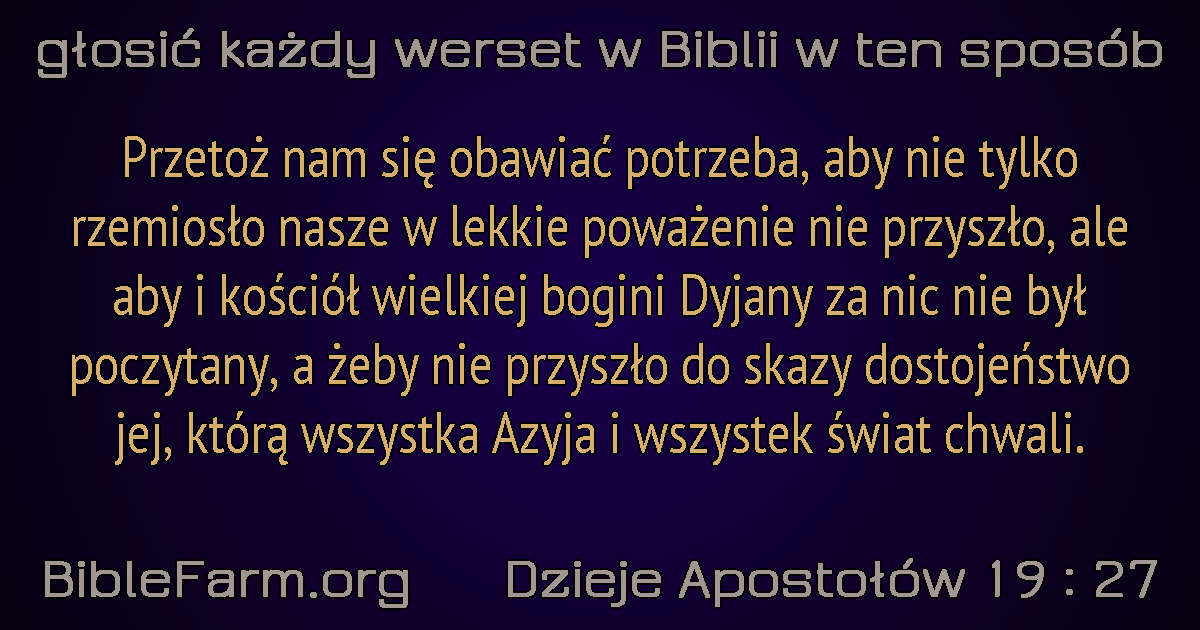 głosić każdy werset w Biblii w ten sposób
Przetoż nam się obawiać potrzeba, aby nie tylko
rzemiosło nasze w lekkie poważenie nie przyszło, ale
aby i kościół wielkiej bogini Dyjany za nic nie był
poczytany, a żeby nie przyszło do skazy dostojeństwo
jej, którą wszystka Azyja i wszystek świat chwali.
BibleFarm.org Dzieje Apostołów 19 : 27